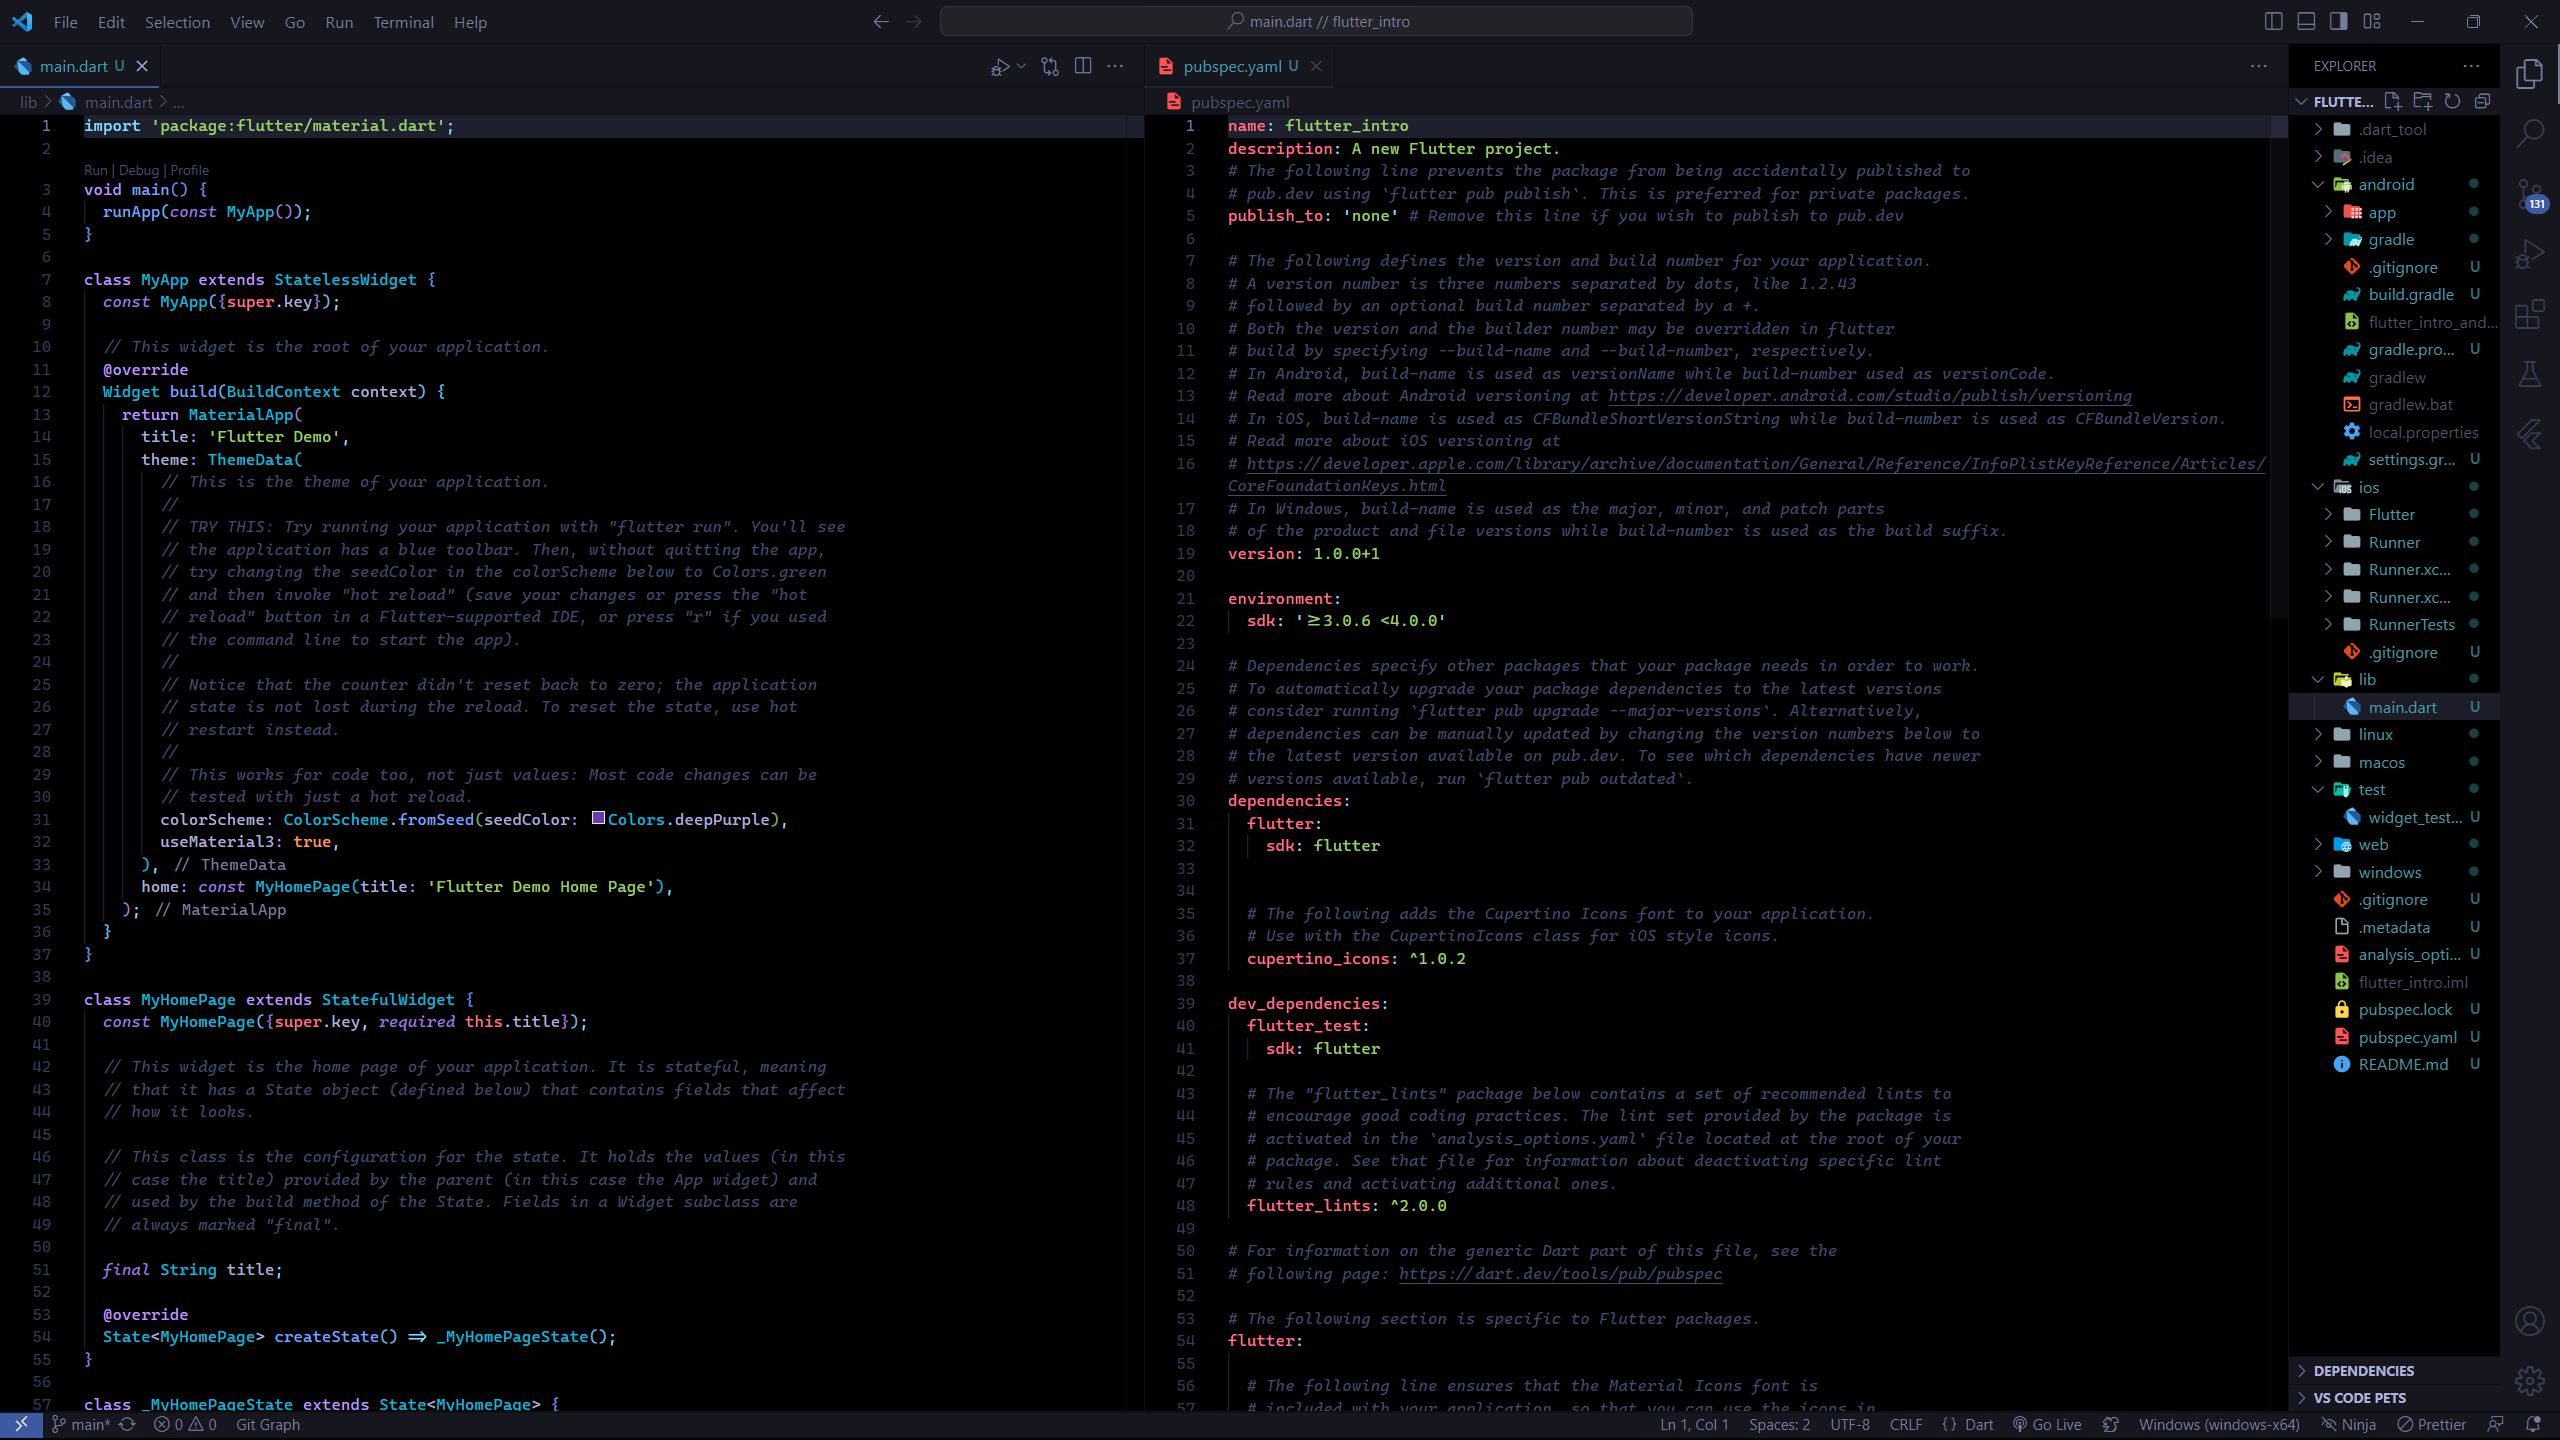 File Edit Selection View Go Run Terminal Help
main.dart // flutter_intro
main.dart U
lib > main.dart > ...
1 import 'package:flutter/material.dart';
2
Run | Debug | Profile
3 void main() {
4 runApp(const MyApp());
5 }
6
7 class MyApp extends StatelessWidget {
8 const MyApp({super.key});
9
10 // This widget is the root of your application.
11 @override
12 Widget build(BuildContext context) {
13 return MaterialApp(
14 title: 'Flutter Demo',
15 theme: ThemeData(
16 // This is the theme of your application.
17 //
18 // TRY THIS: Try running your application with "flutter run". You'll see
19 // the application has a blue toolbar. Then, without quitting the app,
20 // try changing the seedColor in the colorScheme below to Colors.green
21 // and then invoke "hot reload" (save your changes or press the "hot
22 // reload" button in a Flutter-supported IDE, or press "r" if you used
23 // the command line to start the app).
24 //
25 // Notice that the counter didn't reset back to zero; the application
26 // state is not lost during the reload. To reset the state, use hot
27 // restart instead.
28 //
29 // This works for code too, not just values: Most code changes can be
30 // tested with just a hot reload.
31 colorScheme: ColorScheme.fromSeed(seedColor: Colors.deepPurple),
32 useMaterial3: true,
33 ), // ThemeData
34 home: const MyHomePage(title: 'Flutter Demo Home Page'),
35 ); // MaterialApp
36 }
37 }
38
39 class MyHomePage extends StatefulWidget {
40 const MyHomePage({super.key, required this.title});
41
42 // This widget is the home page of your application. It is stateful, meaning
43 // that it has a State object (defined below) that contains fields that affect
44 // how it looks.
45
46 // This class is the configuration for the state. It holds the values (in this
47 // case the title) provided by the parent (in this case the App widget) and
48 // used by the build method of the State. Fields in a Widget subclass are
49 // always marked "final".
50
51 final String title;
52
53 @override
54 State<MyHomePage> createState() => _MyHomePageState();
55 }
56
57 class _MyHomePageState extends State<MyHomePage> {
pubspec.yaml U
pubspec.yaml
1 name: flutter_intro
2 description: A new Flutter project.
3 # The following line prevents the package from being accidentally published to
4 # pub.dev using `flutter pub publish`. This is preferred for private packages.
5 publish_to: 'none' # Remove this line if you wish to publish to pub.dev
6
7 # The following defines the version and build number for your application.
8 # A version number is three numbers separated by dots, like 1.2.43
9 # followed by an optional build number separated by a +.
10 # Both the version and the builder number may be overridden in flutter
11 # build by specifying --build-name and --build-number, respectively.
12 # In Android, build-name is used as versionName while build-number used as versionCode.
13 # Read more about Android versioning at https://developer.android.com/studio/publish/versioning
14 # In iOS, build-name is used as CFBundleShortVersionString while build-number is used as CFBundleVersion.
15 # Read more about iOS versioning at
16 # https://developer.apple.com/library/archive/documentation/General/Reference/InfoPlistKeyReference/Articles/
CoreFoundationKeys.html
17 # In Windows, build-name is used as the major, minor, and patch parts
18 # of the product and file versions while build-number is used as the build suffix.
19 version: 1.0.0+1
20
21 environment:
22 sdk: '>=3.0.6 <4.0.0'
23
24 # Dependencies specify other packages that your package needs in order to work.
25 # To automatically upgrade your package dependencies to the latest versions
26 # consider running `flutter pub upgrade --major-versions`. Alternatively,
27 # dependencies can be manually updated by changing the version numbers below to
28 # the latest version available on pub.dev. To see which dependencies have newer
29 # versions available, run `flutter pub outdated`.
30 dependencies:
31 flutter:
32 sdk: flutter
33
34
35 # The following adds the Cupertino Icons font to your application.
36 # Use with the CupertinoIcons class for iOS style icons.
37 cupertino_icons: ^1.0.2
38
39 dev_dependencies:
40 flutter_test:
41 sdk: flutter
42
43 # The "flutter_lints" package below contains a set of recommended lints to
44 # encourage good coding practices. The lint set provided by the package is
45 # activated in the `analysis_options.yaml` file located at the root of your
46 # package. See that file for information about deactivating specific lint
47 # rules and activating additional ones.
48 flutter_lints: ^2.0.0
49
50 # For information on the generic Dart part of this file, see the
51 # following page: https://dart.dev/tools/pub/pubspec
52
53 # The following section is specific to Flutter packages.
54 flutter:
55
56 # The following line ensures that the Material Icons font is
57 # included with your application, so that you can use the icons in
EXPLORER
FLUTTE...
.dart_tool
.idea
android
app
gradle
.gitignore U
build.gradle U
flutter_intro_and...
gradle.pro... U
gradlew
gradlew.bat
local.properties
settings.gr... U
ios
Flutter
Runner
Runner.xc...
Runner.xc...
RunnerTests
.gitignore U
lib
main.dart U
linux
macos
test
widget_test... U
web
windows
.gitignore U
.metadata U
analysis_opti... U
flutter_intro.iml
pubspec.lock U
pubspec.yaml U
README.md U
DEPENDENCIES
VS CODE PETS
131
main* 0 0 Git Graph
Ln 1, Col 1 Spaces: 2 UTF-8 CRLF {} Dart Go Live Windows (windows-x64) Ninja Prettier